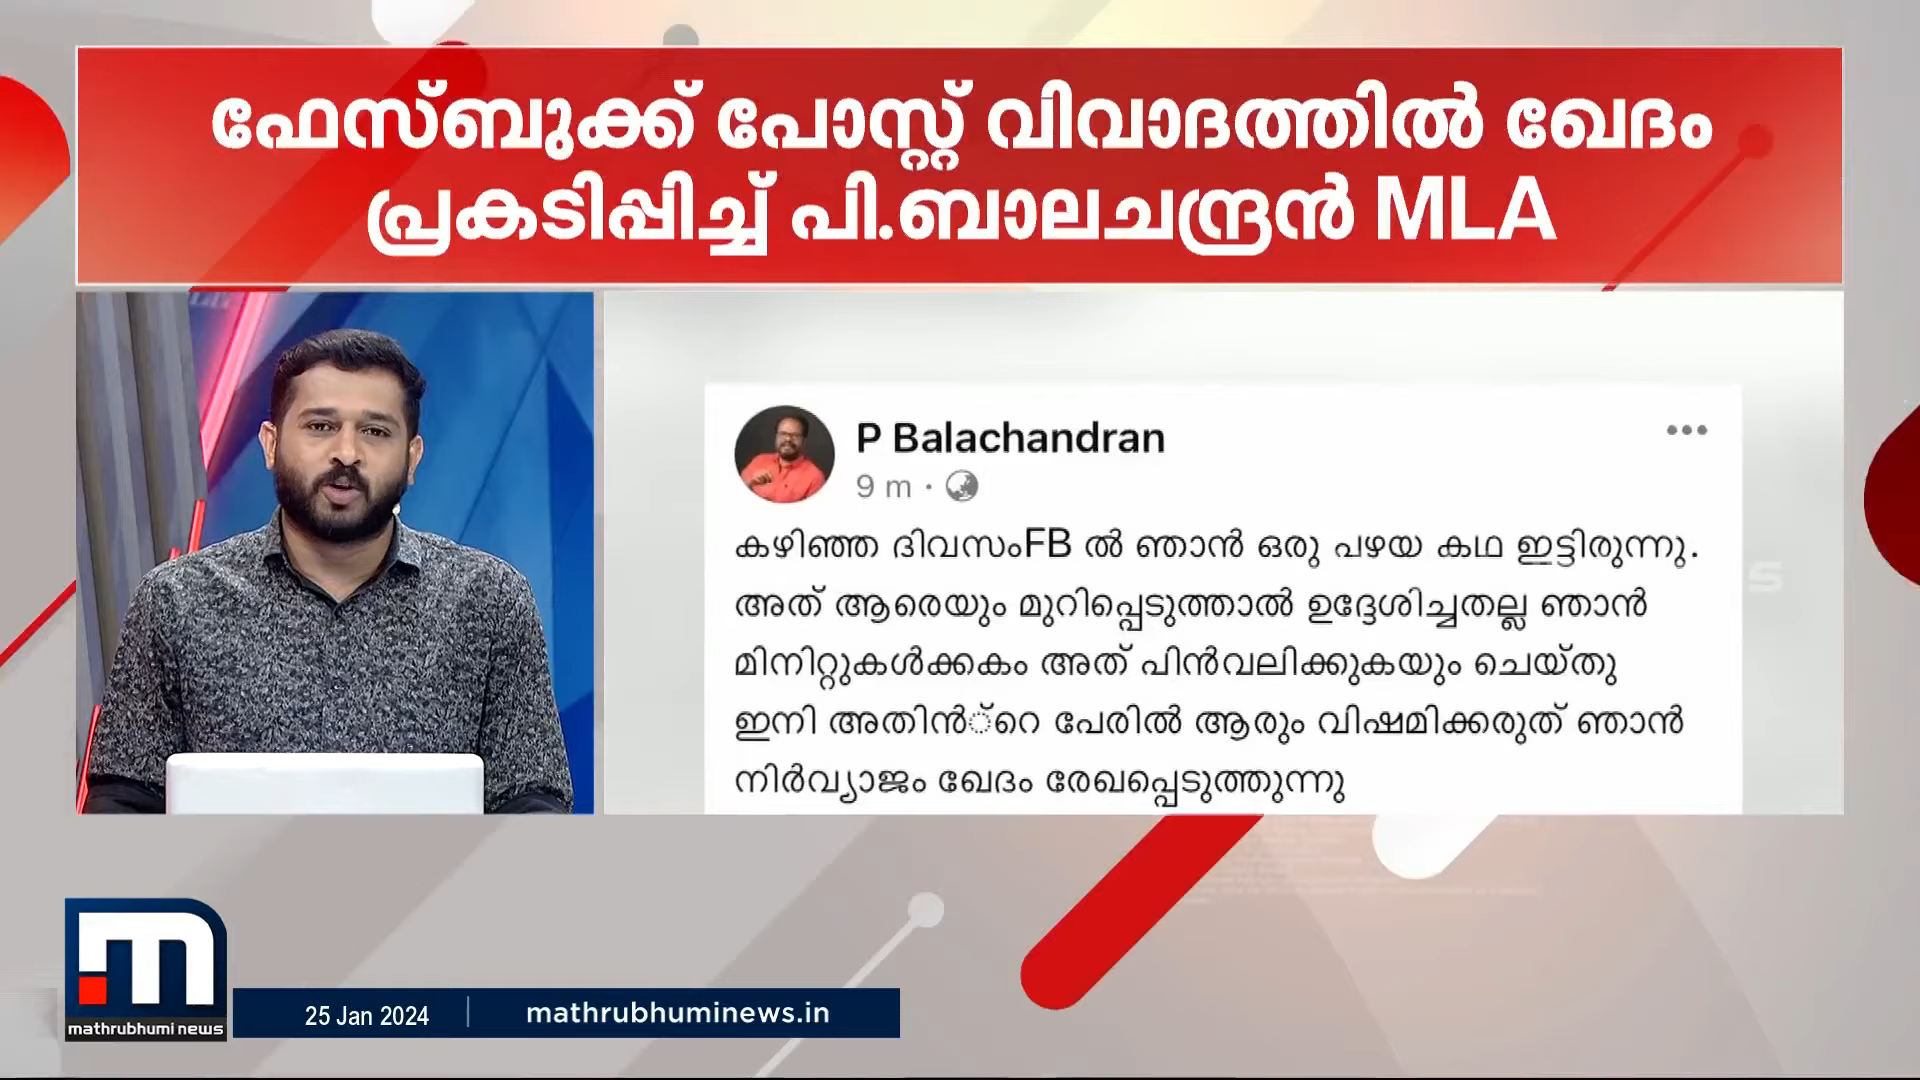 ഫേസ്ബുക്ക് പോസ്റ്റ് വിവാദത്തിൽ ഖേദം
പ്രകടിപ്പിച്ച് പി.ബാലചന്ദ്രൻ MLA
P Balachandran
9 m ·
കഴിഞ്ഞ ദിവസംFB ൽ ഞാൻ ഒരു പഴയ കഥ ഇട്ടിരുന്നു.
അത് ആരെയും മുറിപ്പെടുത്താൽ ഉദ്ദേശിച്ചതല്ല ഞാൻ
മിനിറ്റുകൾക്കകം അത് പിൻവലിക്കുകയും ചെയ്തു
ഇനി അതിൻ്റെ പേരിൽ ആരും വിഷമിക്കരുത് ഞാൻ
നിർവ്യാജം ഖേദം രേഖപ്പെടുത്തുന്നു
mathrubhumi news
25 Jan 2024
mathrubhuminews.in